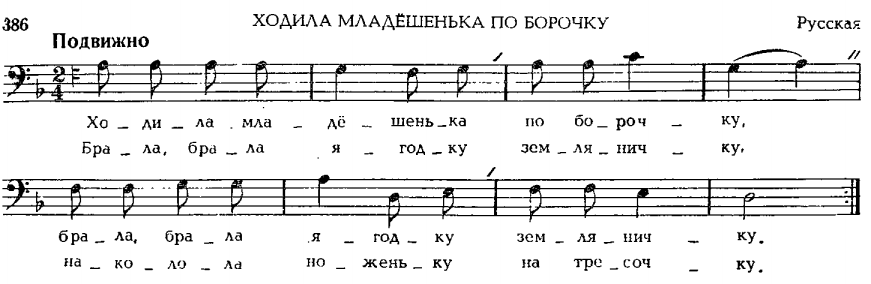 386 ХОДИЛА МЛАДЁШЕНЬКА ПО БОРОЧКУ Русская
Подвижно
2
4
Хо _ ди _ ла мла _ дё _ шень _ ка по бо _ роч _ ку,
Бра _ ла, бра _ ла я _ год _ ку зем _ ля _ нич _ ку,
бра _ ла, бра _ ла я _ год _ ку зем _ ля _ нич _ ку.
на _ ко _ ло _ ла но _ жень _ ку на тре _ соч _ ку.